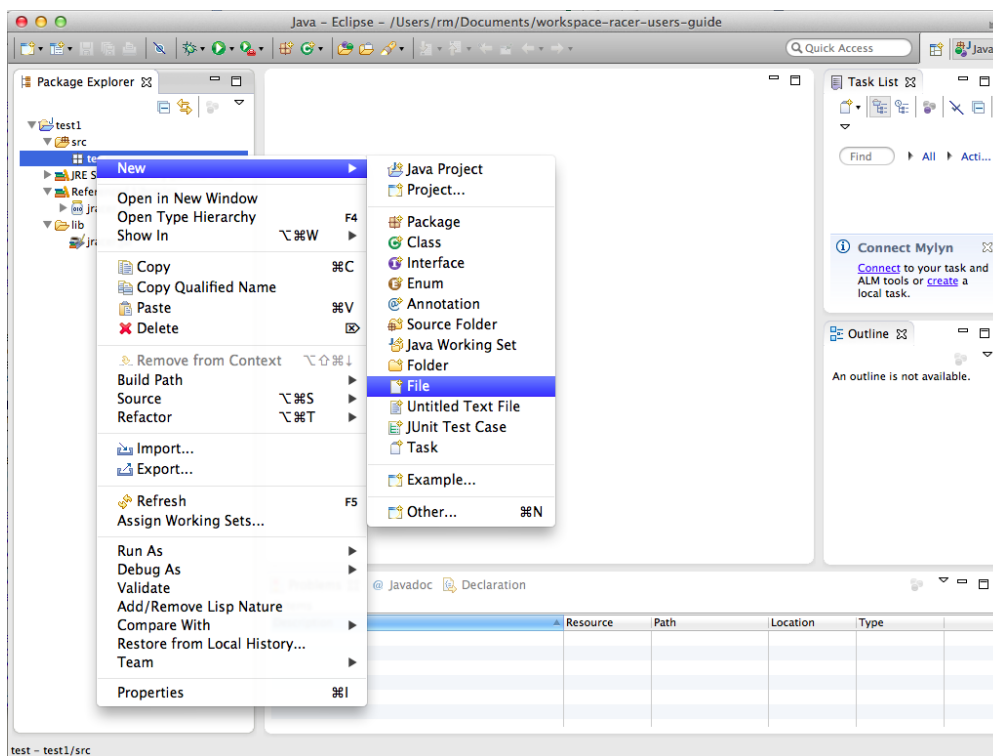 Java – Eclipse – /Users/rm/Documents/workspace-racer-users-guide
Quick Access
Java
Package Explorer
test1
src
JRE S
Refer
lib
New
Open in New Window
Open Type Hierarchy F4
Show In ⌥⌘W
Copy ⌘C
Copy Qualified Name
Paste ⌘V
Delete ⌦
Remove from Context ⌥⇧⌘↓
Build Path
Source ⌥⌘S
Refactor ⌥⌘T
Import...
Export...
Refresh F5
Assign Working Sets...
Run As
Debug As
Validate
Add/Remove Lisp Nature
Compare With
Restore from Local History...
Team
Properties ⌘I
Java Project
Project...
Package
Class
Interface
Enum
Annotation
Source Folder
Java Working Set
Folder
File
Untitled Text File
JUnit Test Case
Task
Example...
Other... ⌘N
Task List
Find All Acti...
Connect Mylyn
Connect to your task and
ALM tools or create a
local task.
Outline
An outline is not available.
@ Javadoc Declaration
Resource Path Location Type
test – test1/src